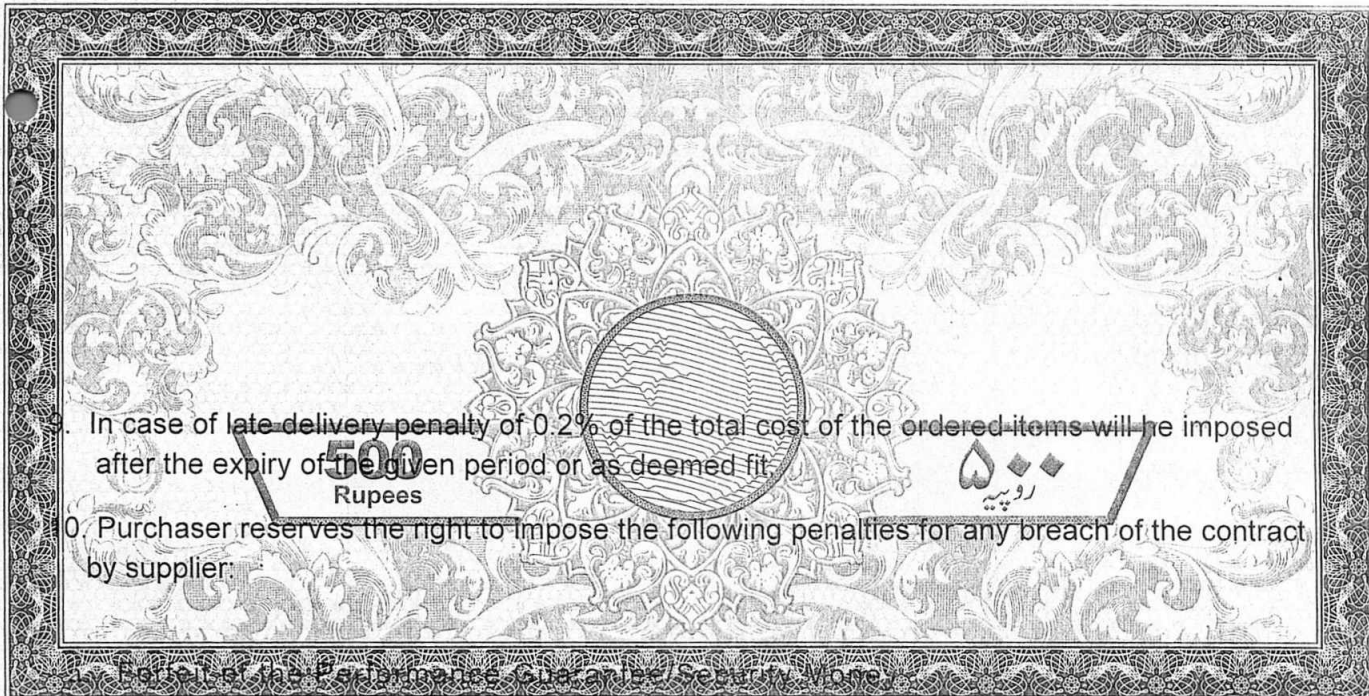 9. In case of late delivery penalty of 0.2% of the total cost of the ordered items will be imposed
after the expiry of the given period or as deemed fit.
500
Rupees
۵۰۰
روپیہ
10. Purchaser reserves the right to impose the following penalties for any breach of the contract
by supplier:
Forfeit of the Performance Guarantee/Security Money